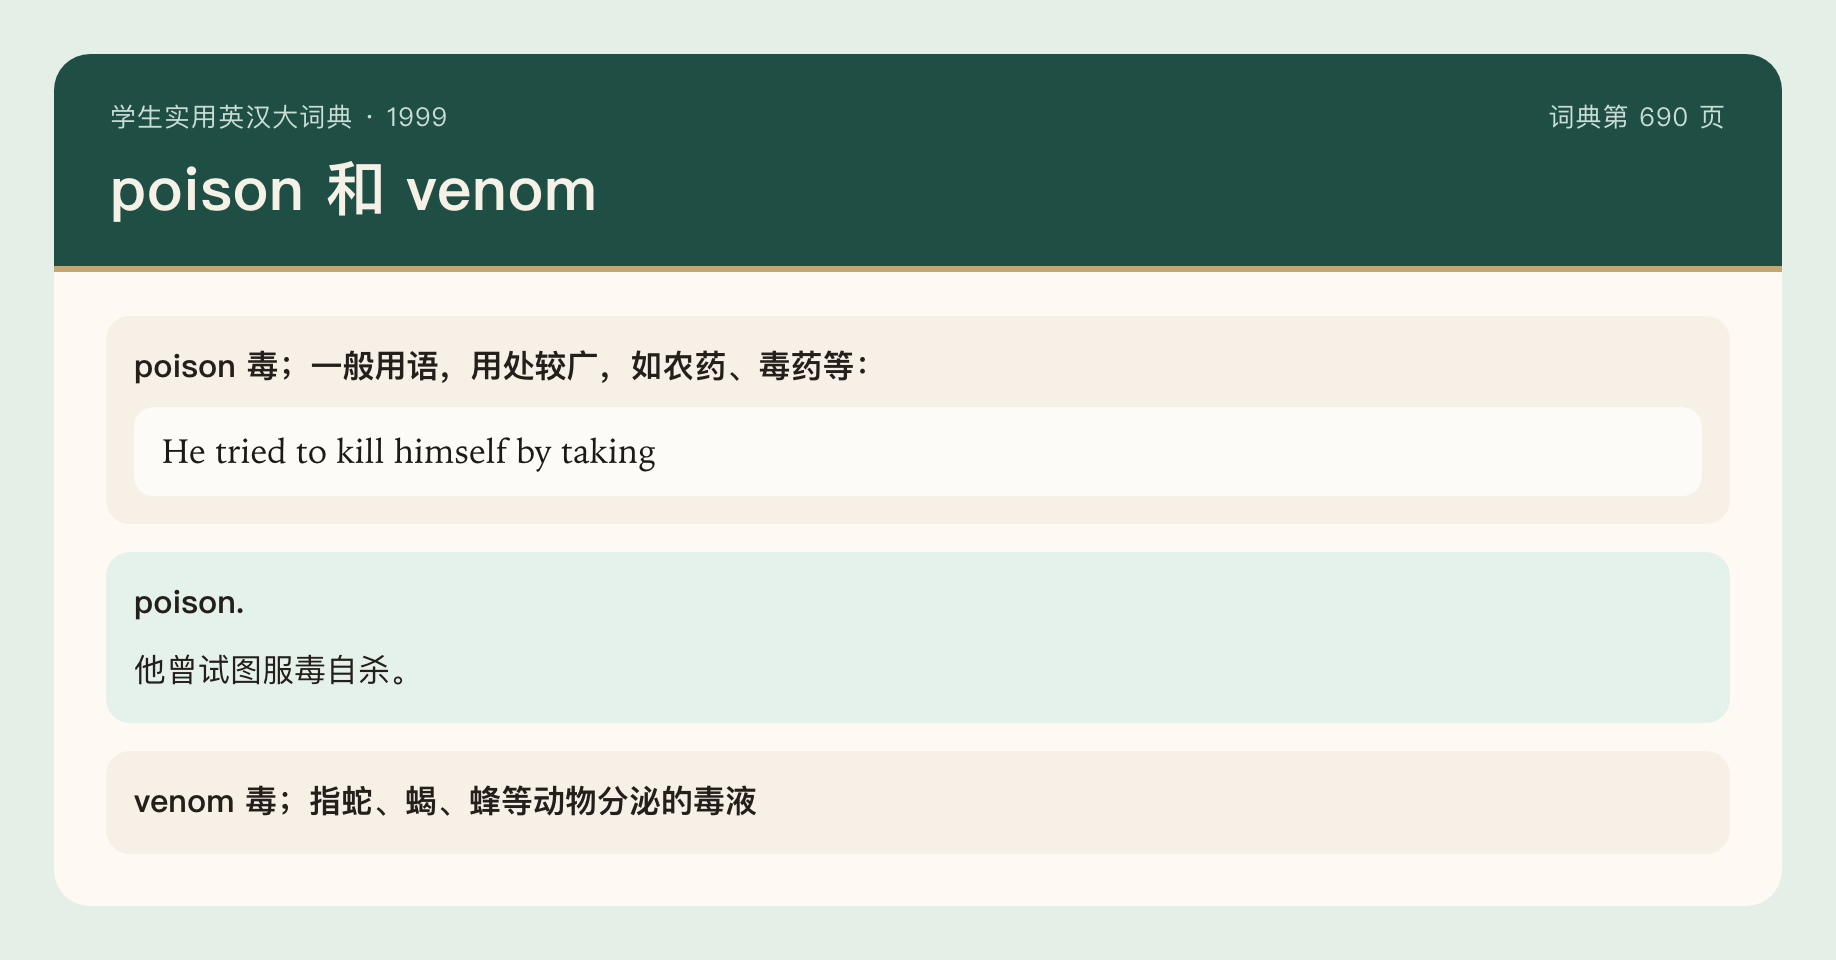 学生实用英汉大词典 · 1999
词典第 690 页
poison 和 venom
poison 毒；一般用语，用处较广，如农药、毒药等：
He tried to kill himself by taking
poison.
他曾试图服毒自杀。
venom 毒；指蛇、蝎、蜂等动物分泌的毒液